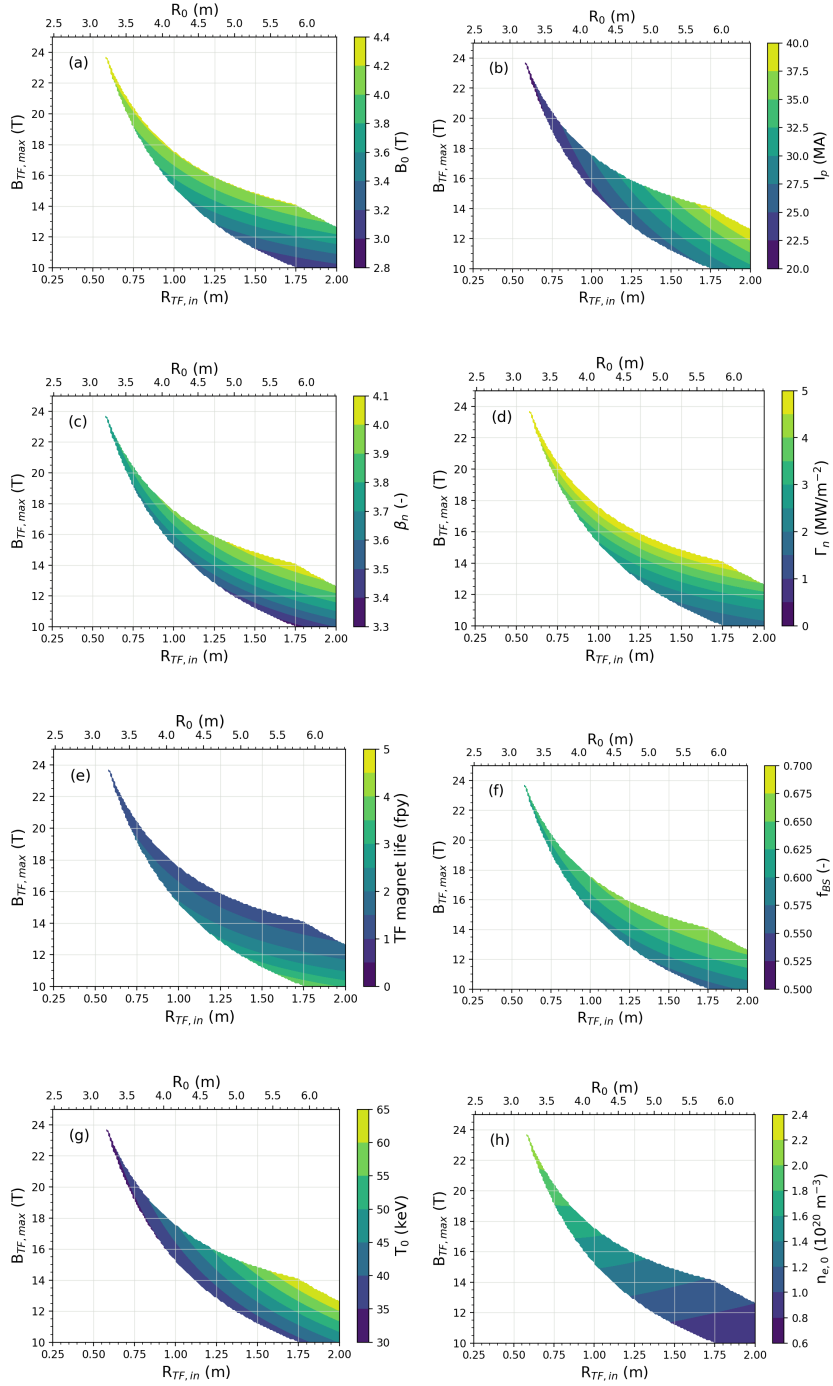 R0 (m)
2.5 3.0 3.5 4.0 4.5 5.0 5.5 6.0
(a)
BTF, max (T)
24
22
20
18
16
14
12
10
0.25 0.50 0.75 1.00 1.25 1.50 1.75 2.00
RTF, in (m)
4.4
4.2
4.0
3.8
3.6
3.4
3.2
3.0
2.8
B0 (T)
R0 (m)
2.5 3.0 3.5 4.0 4.5 5.0 5.5 6.0
(b)
BTF, max (T)
24
22
20
18
16
14
12
10
0.25 0.50 0.75 1.00 1.25 1.50 1.75 2.00
RTF, in (m)
40.0
37.5
35.0
32.5
30.0
27.5
25.0
22.5
20.0
Ip (MA)
R0 (m)
2.5 3.0 3.5 4.0 4.5 5.0 5.5 6.0
(c)
BTF, max (T)
24
22
20
18
16
14
12
10
0.25 0.50 0.75 1.00 1.25 1.50 1.75 2.00
RTF, in (m)
4.1
4.0
3.9
3.8
3.7
3.6
3.5
3.4
3.3
βn (-)
R0 (m)
2.5 3.0 3.5 4.0 4.5 5.0 5.5 6.0
(d)
BTF, max (T)
24
22
20
18
16
14
12
10
0.25 0.50 0.75 1.00 1.25 1.50 1.75 2.00
RTF, in (m)
5
4
3
2
1
0
Γn (MW/m−2)
R0 (m)
2.5 3.0 3.5 4.0 4.5 5.0 5.5 6.0
(e)
BTF, max (T)
24
22
20
18
16
14
12
10
0.25 0.50 0.75 1.00 1.25 1.50 1.75 2.00
RTF, in (m)
5
4
3
2
1
0
TF magnet life (fpy)
R0 (m)
2.5 3.0 3.5 4.0 4.5 5.0 5.5 6.0
(f)
BTF, max (T)
24
22
20
18
16
14
12
10
0.25 0.50 0.75 1.00 1.25 1.50 1.75 2.00
RTF, in (m)
0.700
0.675
0.650
0.625
0.600
0.575
0.550
0.525
0.500
fBS (-)
R0 (m)
2.5 3.0 3.5 4.0 4.5 5.0 5.5 6.0
(g)
BTF, max (T)
24
22
20
18
16
14
12
10
0.25 0.50 0.75 1.00 1.25 1.50 1.75 2.00
RTF, in (m)
65
60
55
50
45
40
35
30
T0 (keV)
R0 (m)
2.5 3.0 3.5 4.0 4.5 5.0 5.5 6.0
(h)
BTF, max (T)
24
22
20
18
16
14
12
10
0.25 0.50 0.75 1.00 1.25 1.50 1.75 2.00
RTF, in (m)
2.4
2.2
2.0
1.8
1.6
1.4
1.2
1.0
0.8
0.6
ne, 0 (1020 m−3)